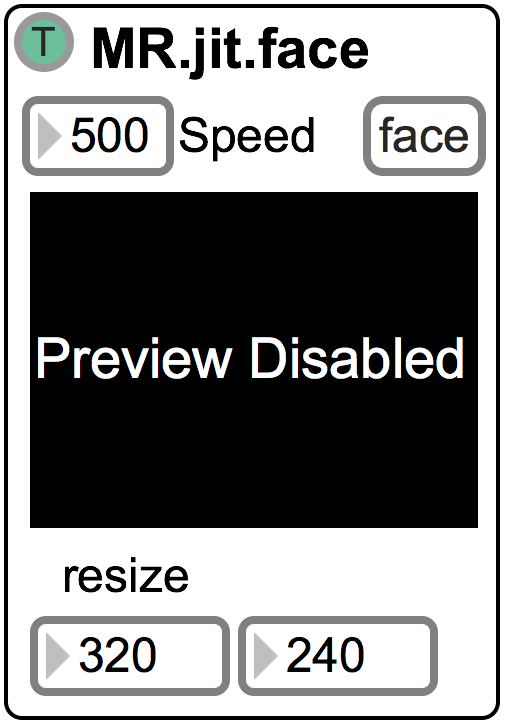 T MR.jit.face
500 Speed face
Preview Disabled
resize
320 240